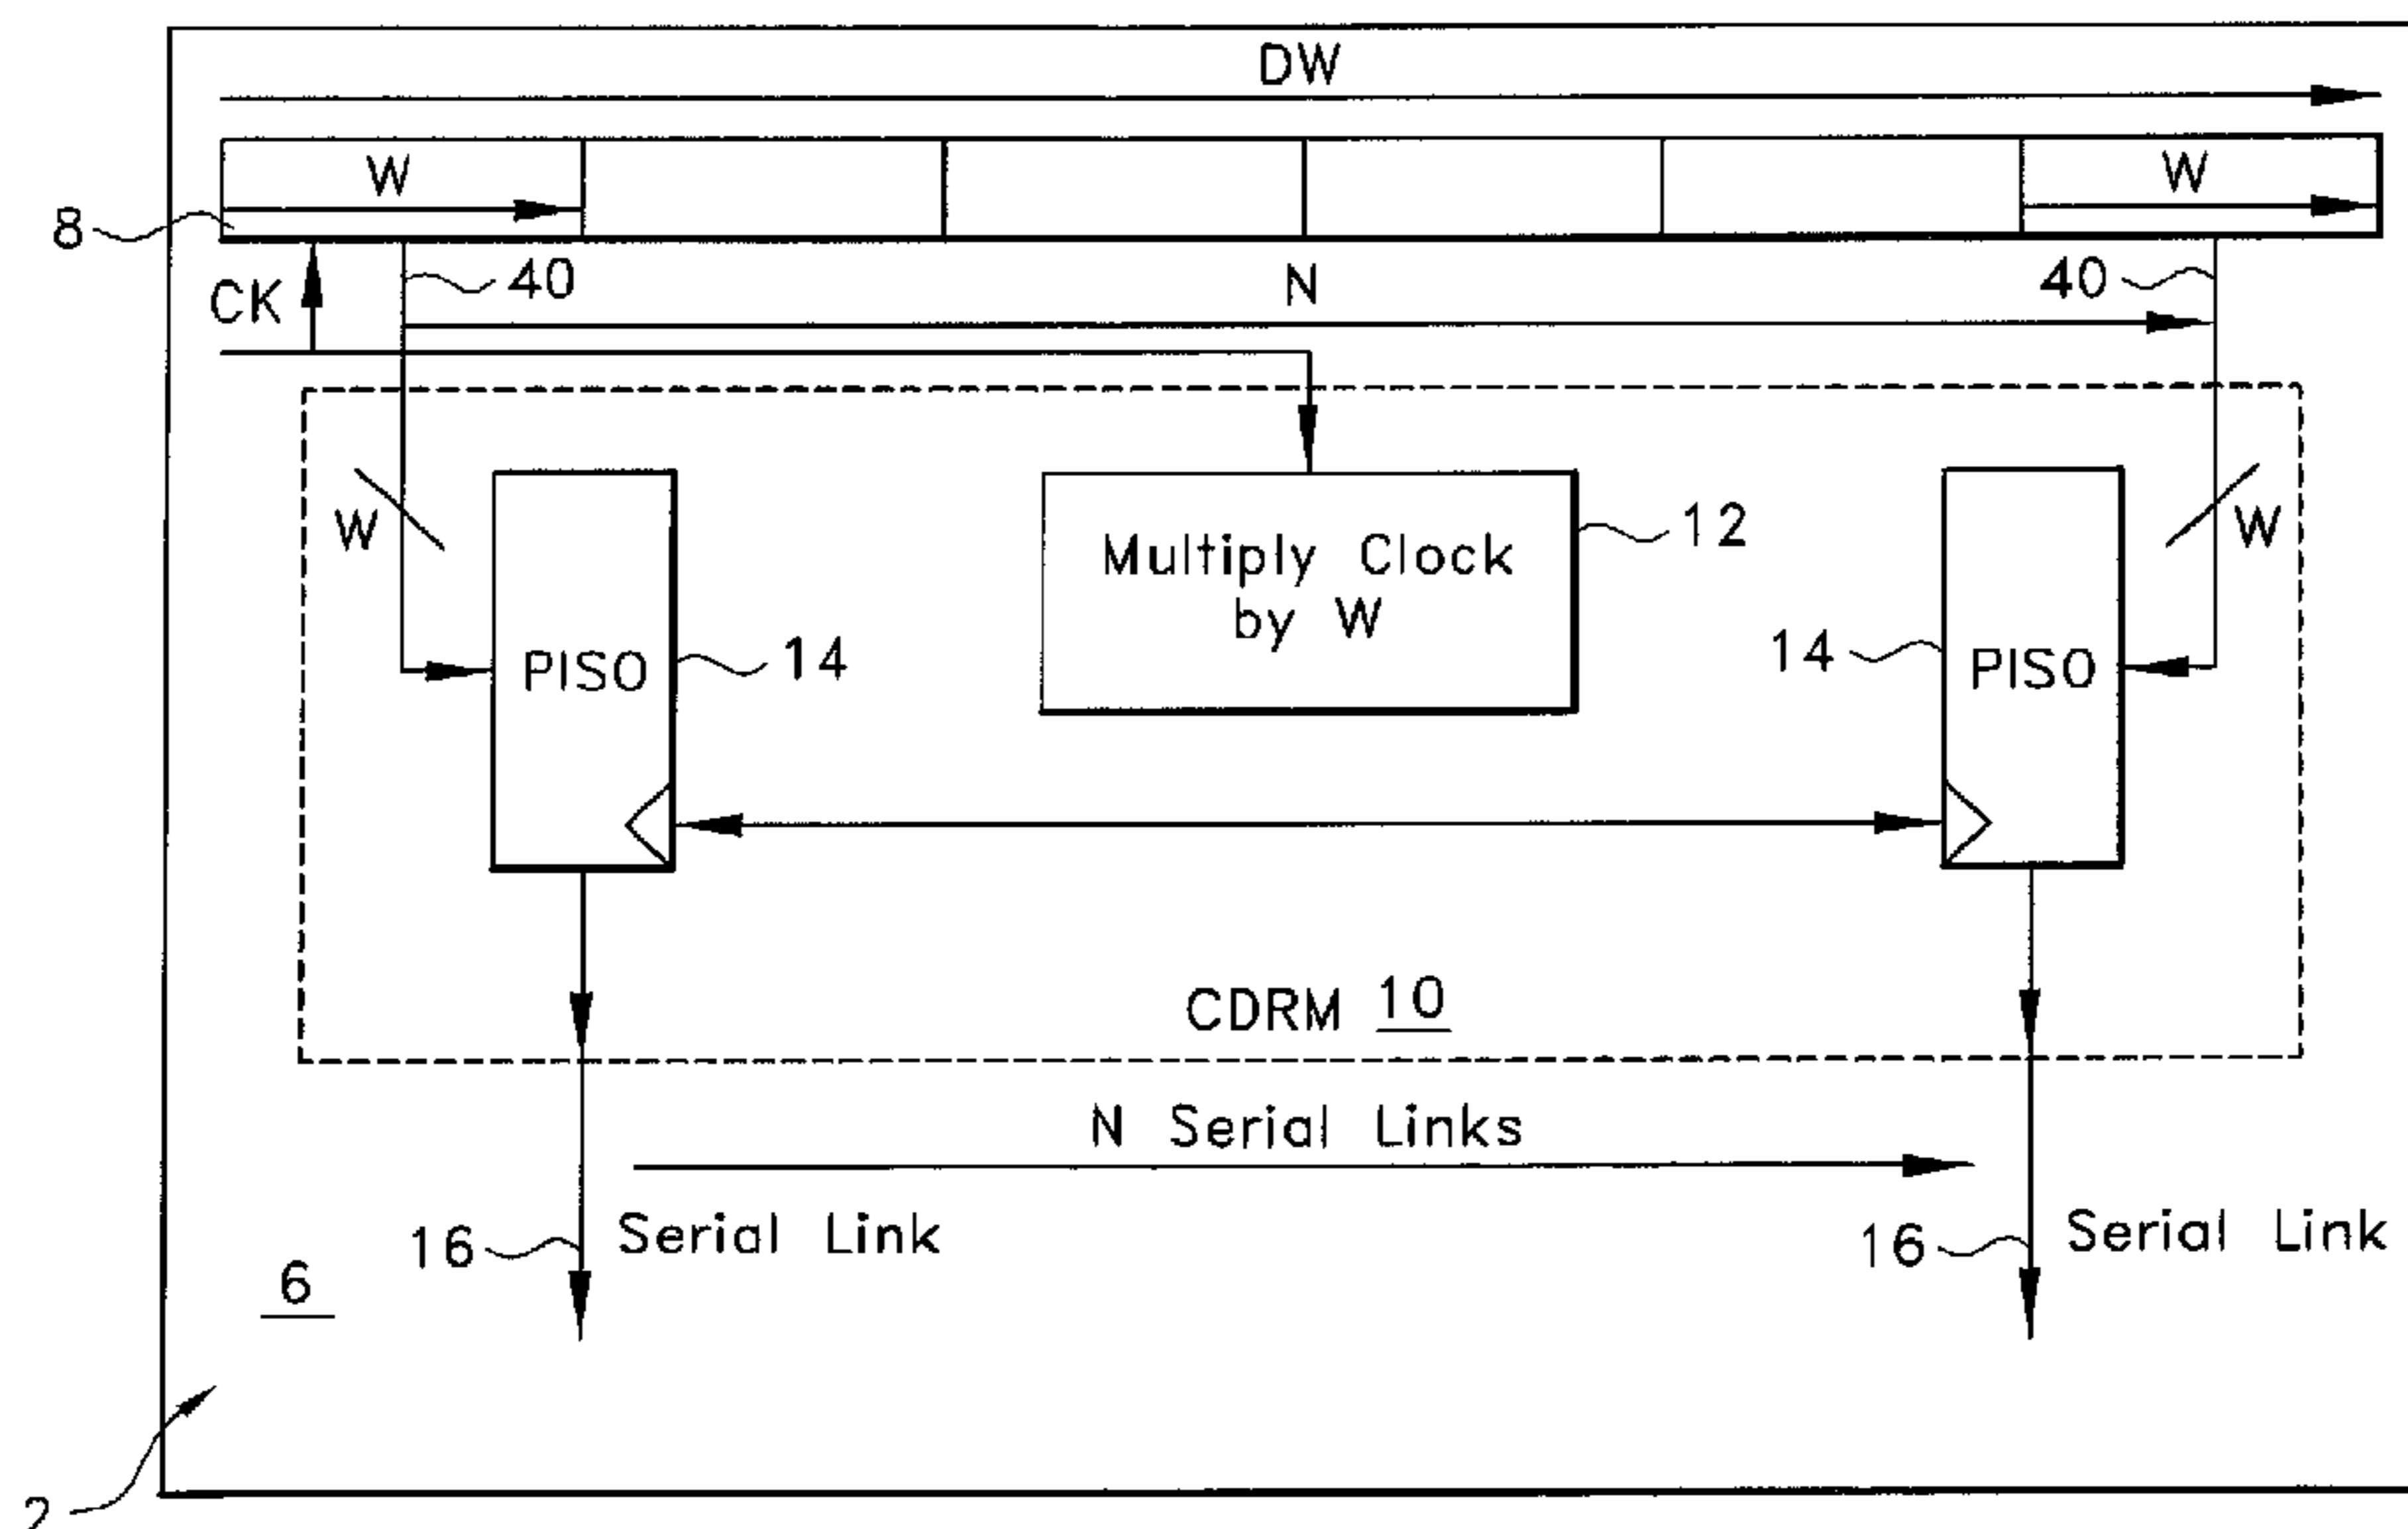 DW
W
W
8
40
N
40
CK
W
Multiply Clock
by W
12
W
PISO
14
14
PISO
CDRM 10
N Serial Links
16
Serial Link
16
Serial Link
6
2